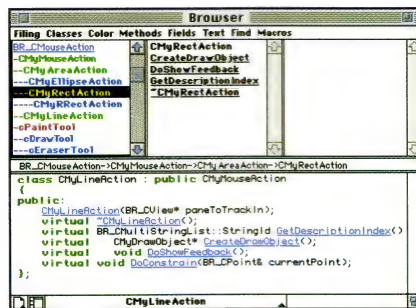 Browser
Filing Classes Color Methods Fields Text Find Macros
BR_CMouseAction
-CMyMouseAction
--CMyAreaAction
---CMyEllipseAction
---CMyRectAction
----CMyRRectAction
--CMyLineAction
-cPaintTool
--cDrawTool
---cEraserTool
CMyRectAction
CreateDrawObject
DoShowFeedback
GetDescriptionIndex
~CMyRectAction
BR_CMouseAction->CMyMouseAction->CMyAreaAction->CMyRectAction
class CMyLineAction : public CMyMouseAction
{
public:
CMyLineAction(BR_CView* paneToTrackIn);
virtual ~CMyLineAction();
virtual BR_CMultiStringList::StringId GetDescriptionIndex()
virtual CMyDrawObject* CreateDrawObject();
virtual void DoShowFeedback();
virtual void DoConstrain(BR_CPoint& currentPoint);
};
CMyLineAction